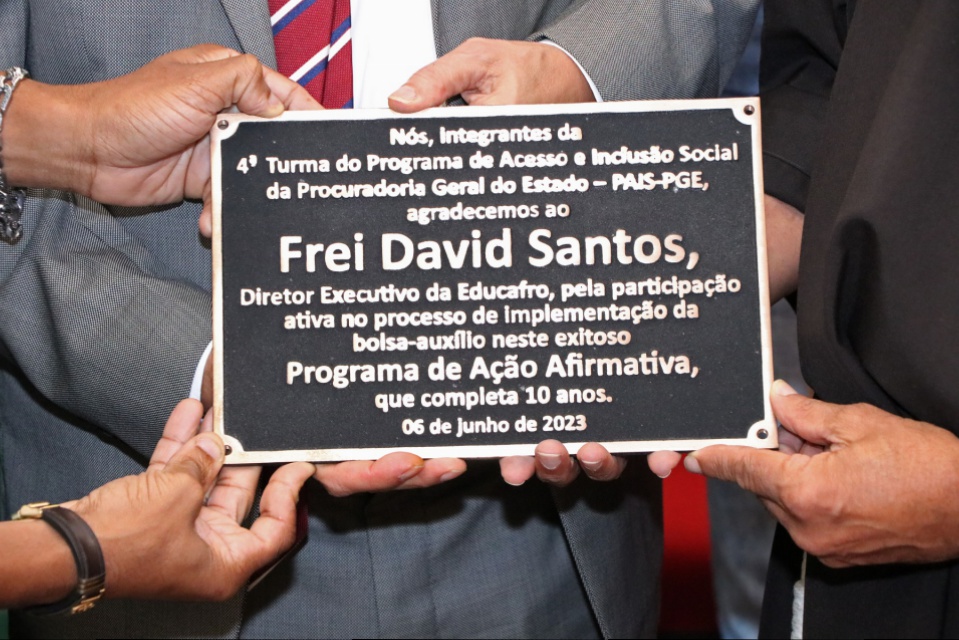 Nós, integrantes da
4ª Turma do Programa de Acesso e Inclusão Social
da Procuradoria Geral do Estado – PAIS-PGE,
agradecemos ao
Frei David Santos,
Diretor Executivo da Educafro, pela participação
ativa no processo de implementação da
bolsa-auxílio neste exitoso
Programa de Ação Afirmativa,
que completa 10 anos.
06 de junho de 2023